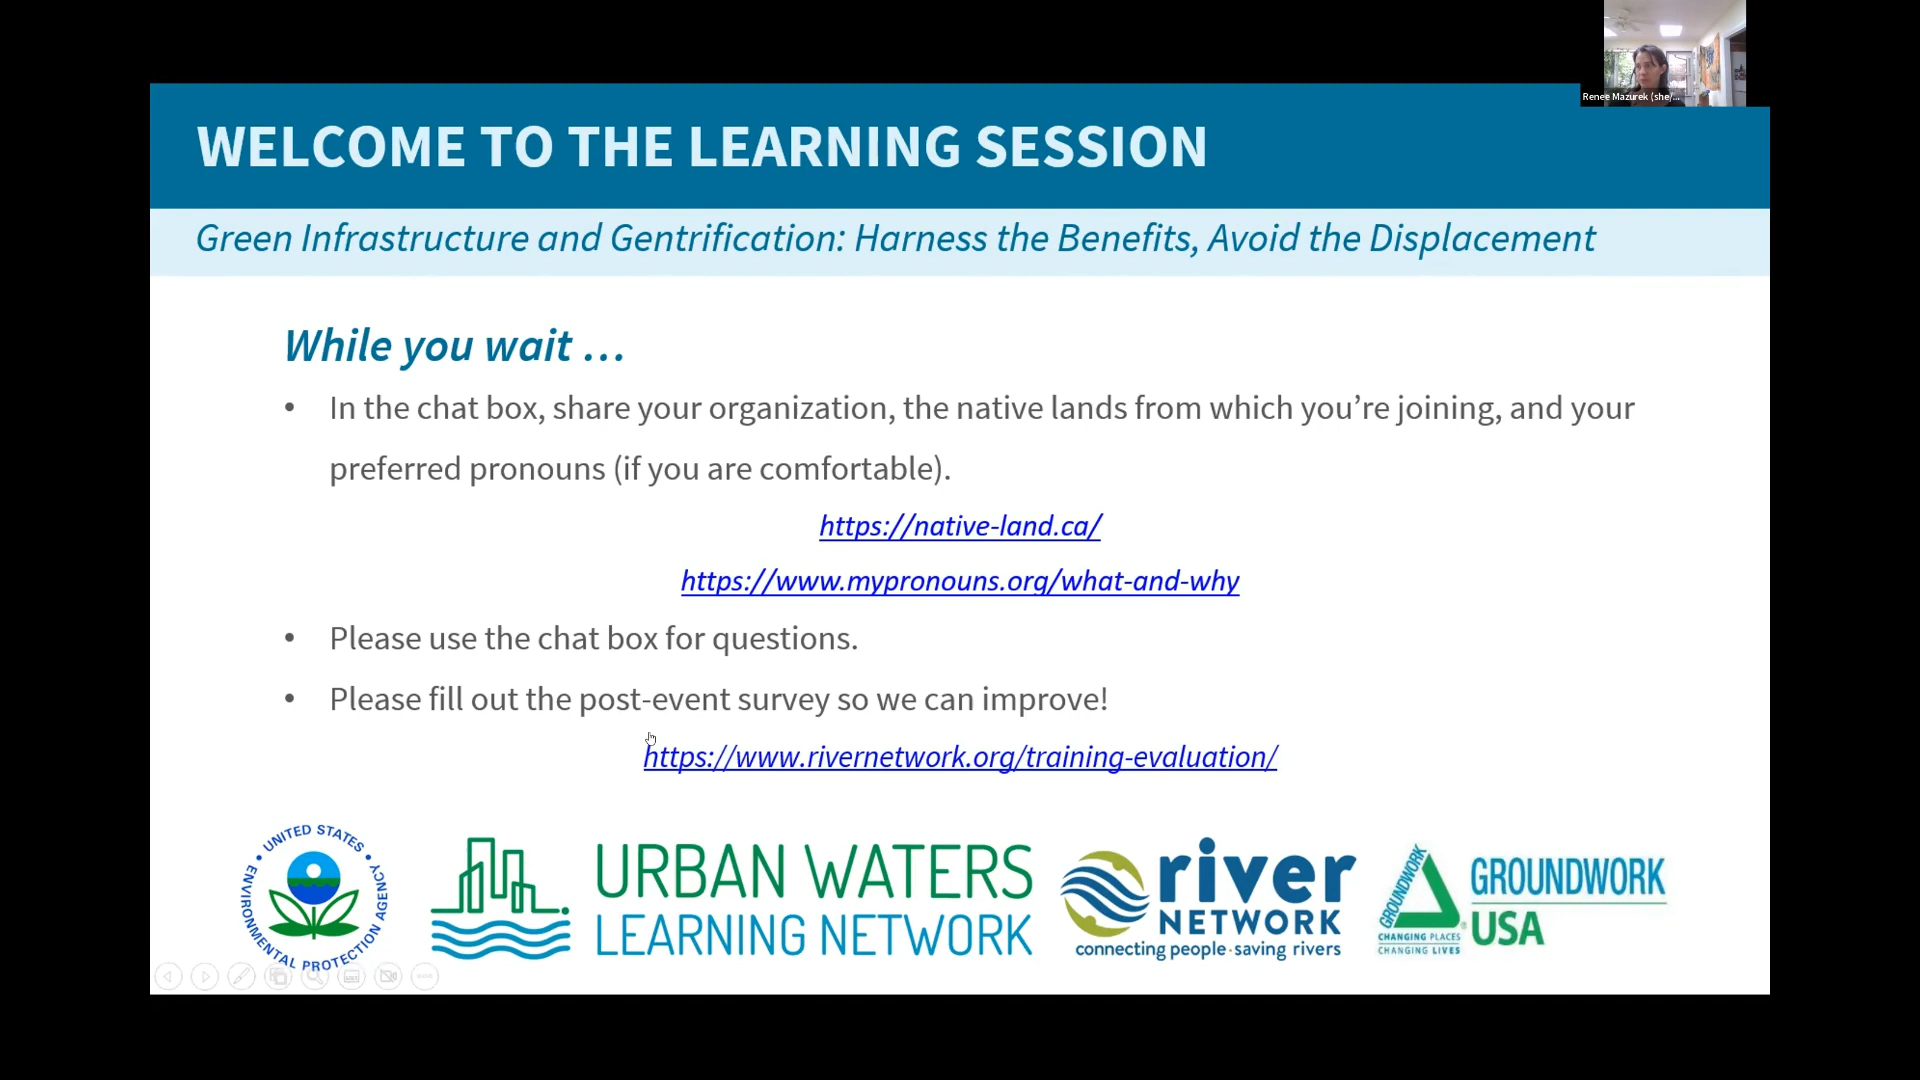 Renee Mazurek (she/...
WELCOME TO THE LEARNING SESSION
Green Infrastructure and Gentrification: Harness the Benefits, Avoid the Displacement
While you wait …
• In the chat box, share your organization, the native lands from which you’re joining, and your
preferred pronouns (if you are comfortable).
https://native-land.ca/
https://www.mypronouns.org/what-and-why
• Please use the chat box for questions.
• Please fill out the post-event survey so we can improve!
https://www.rivernetwork.org/training-evaluation/
UNITED STATES
ENVIRONMENTAL PROTECTION AGENCY
URBAN WATERS
LEARNING NETWORK
river
NETWORK
connecting people·saving rivers
GROUNDWORK
CHANGING PLACES
CHANGING LIVES
GROUNDWORK
USA